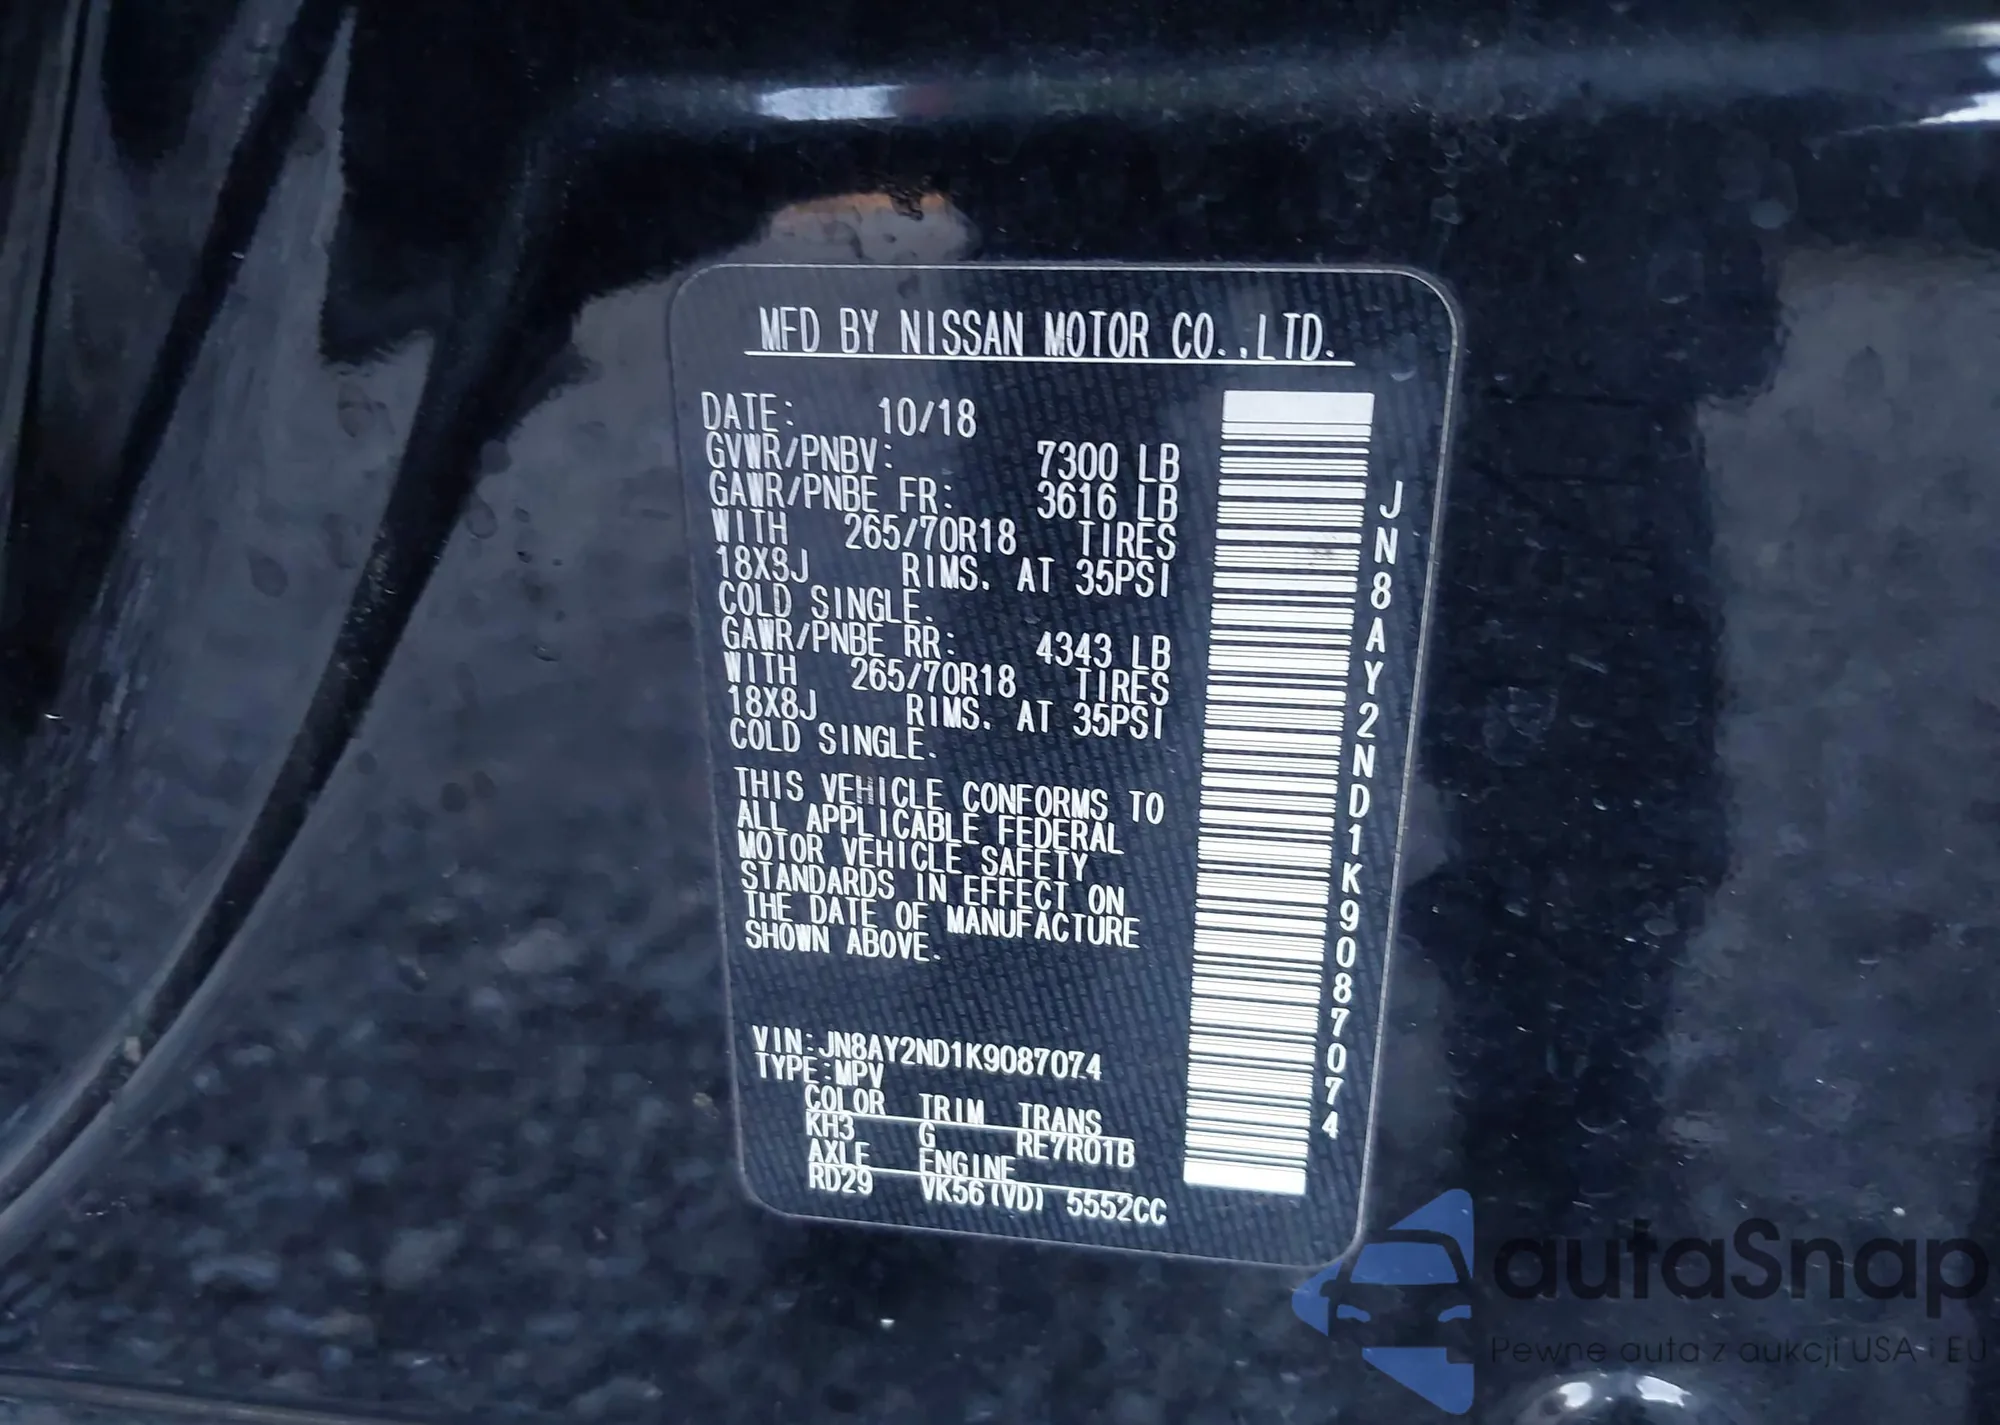 MFD BY NISSAN MOTOR CO.,LTD.
DATE: 10/18
GVWR/PNBV: 7300 LB
GAWR/PNBE FR: 3616 LB
WITH 265/70R18 TIRES
18X8J RIMS. AT 35PSI
COLD SINGLE.
GAWR/PNBE RR: 4343 LB
WITH 265/70R18 TIRES
18X8J RIMS. AT 35PSI
COLD SINGLE.
THIS VEHICLE CONFORMS TO
ALL APPLICABLE FEDERAL
MOTOR VEHICLE SAFETY
STANDARDS IN EFFECT ON
THE DATE OF MANUFACTURE
SHOWN ABOVE.
VIN:JN8AY2ND1K9087074
TYPE:MPV
COLOR TRIM TRANS
KH3 G RE7R01B
AXLE ENGINE
RD29 VK56(VD) 5552CC
JN8AY2ND1K9087074
autaSnap
Pewne auta z aukcji USA i EU